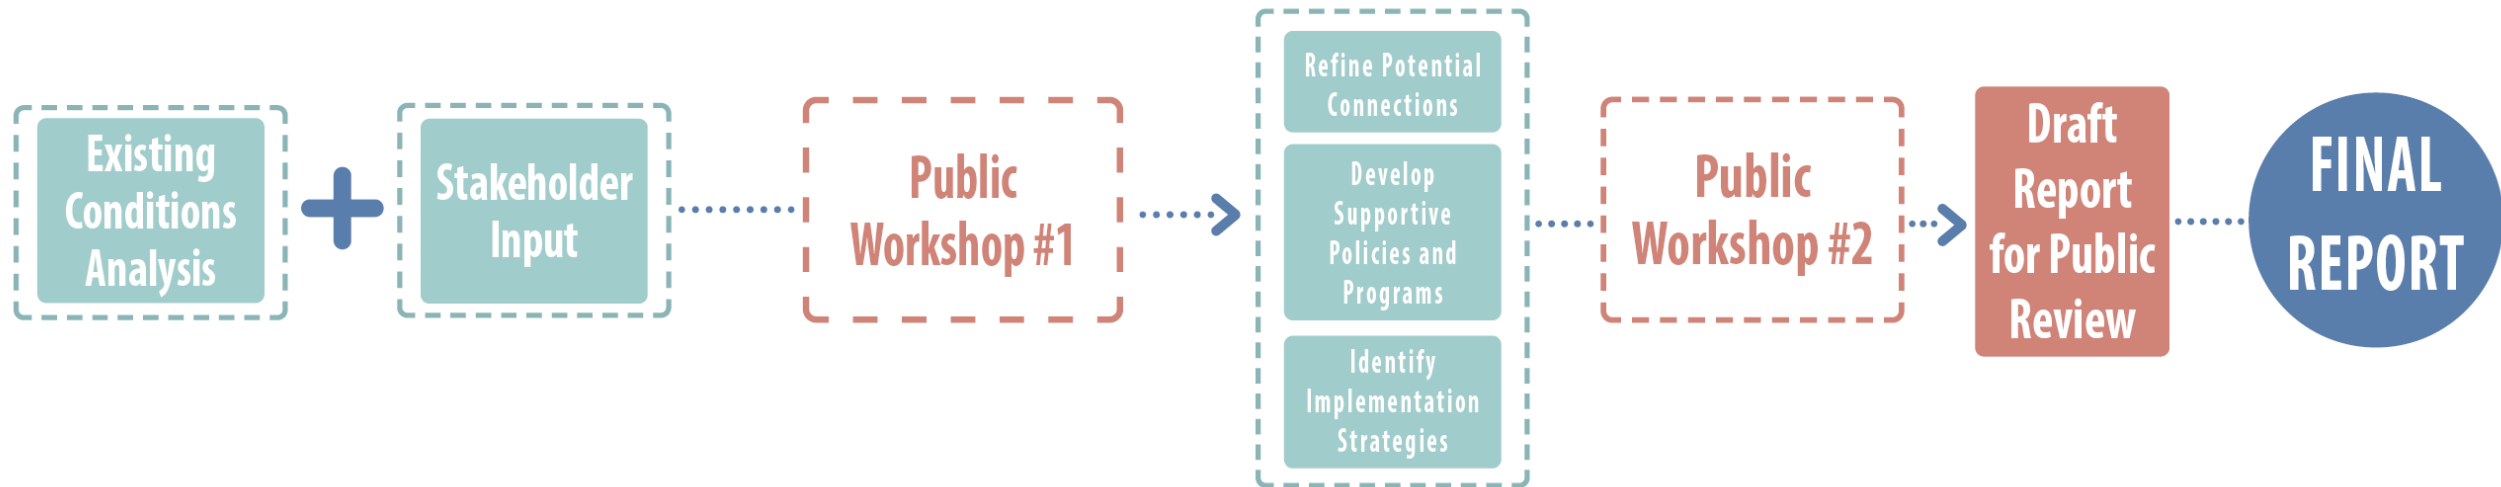 Existing
Conditions
Analysis
Stakeholder
Input
Public
Workshop #1
Refine Potential
Connections
Develop
Supportive
Policies and
Programs
Identify
Implementation
Strategies
Public
Workshop #2
Draft
Report
for Public
Review
FINAL
REPORT